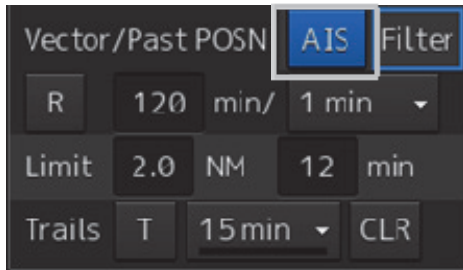 Vector/Past POSN AIS Filter
R 120 min/ 1 min
Limit 2.0 NM 12 min
Trails T 15min CLR